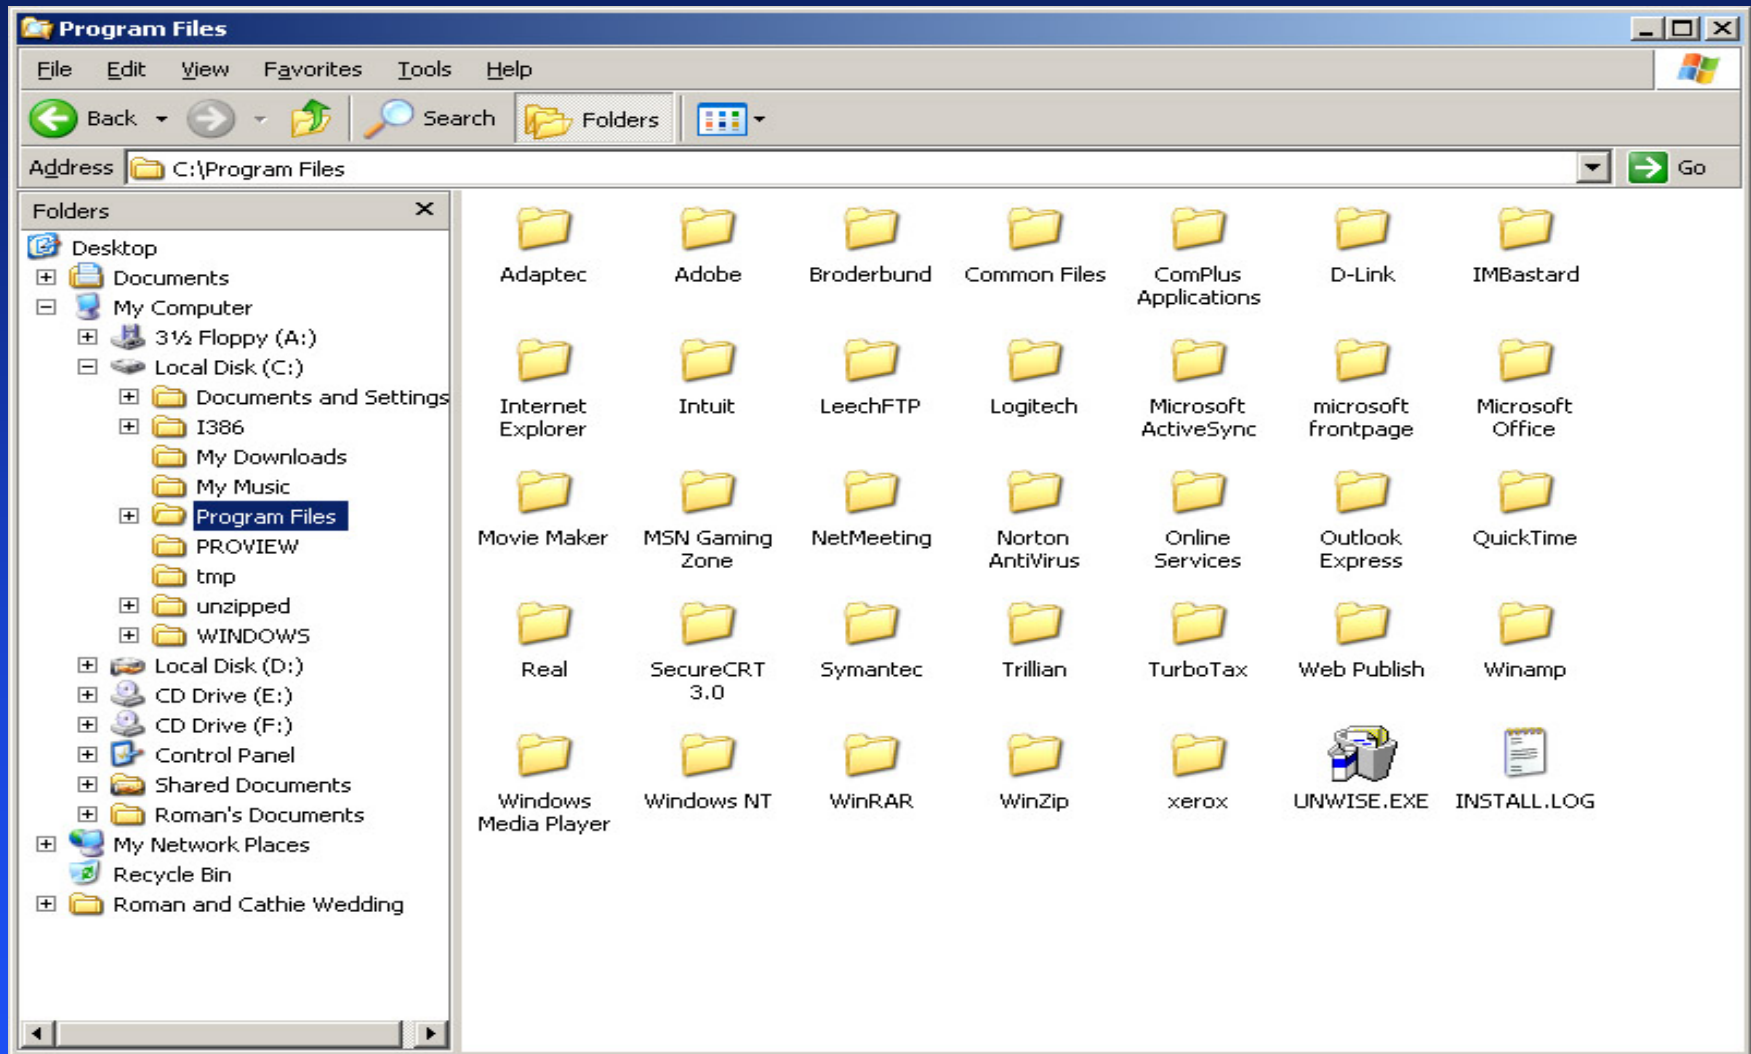 Program Files
File Edit View Favorites Tools Help
Back Search Folders
Address C:\Program Files Go
Folders
Desktop
Documents
My Computer
3½ Floppy (A:)
Local Disk (C:)
Documents and Settings
I386
My Downloads
My Music
Program Files
PROVIEW
tmp
unzipped
WINDOWS
Local Disk (D:)
CD Drive (E:)
CD Drive (F:)
Control Panel
Shared Documents
Roman's Documents
My Network Places
Recycle Bin
Roman and Cathie Wedding
Adaptec Adobe Broderbund Common Files ComPlus D-Link IMBastard
Applications
Internet Intuit LeechFTP Logitech Microsoft microsoft Microsoft
Explorer ActiveSync frontpage Office
Movie Maker MSN Gaming NetMeeting Norton Online Outlook QuickTime
Zone AntiVirus Services Express
Real SecureCRT Symantec Trillian TurboTax Web Publish Winamp
3.0
Windows Windows NT WinRAR WinZip xerox UNWISE.EXE INSTALL.LOG
Media Player